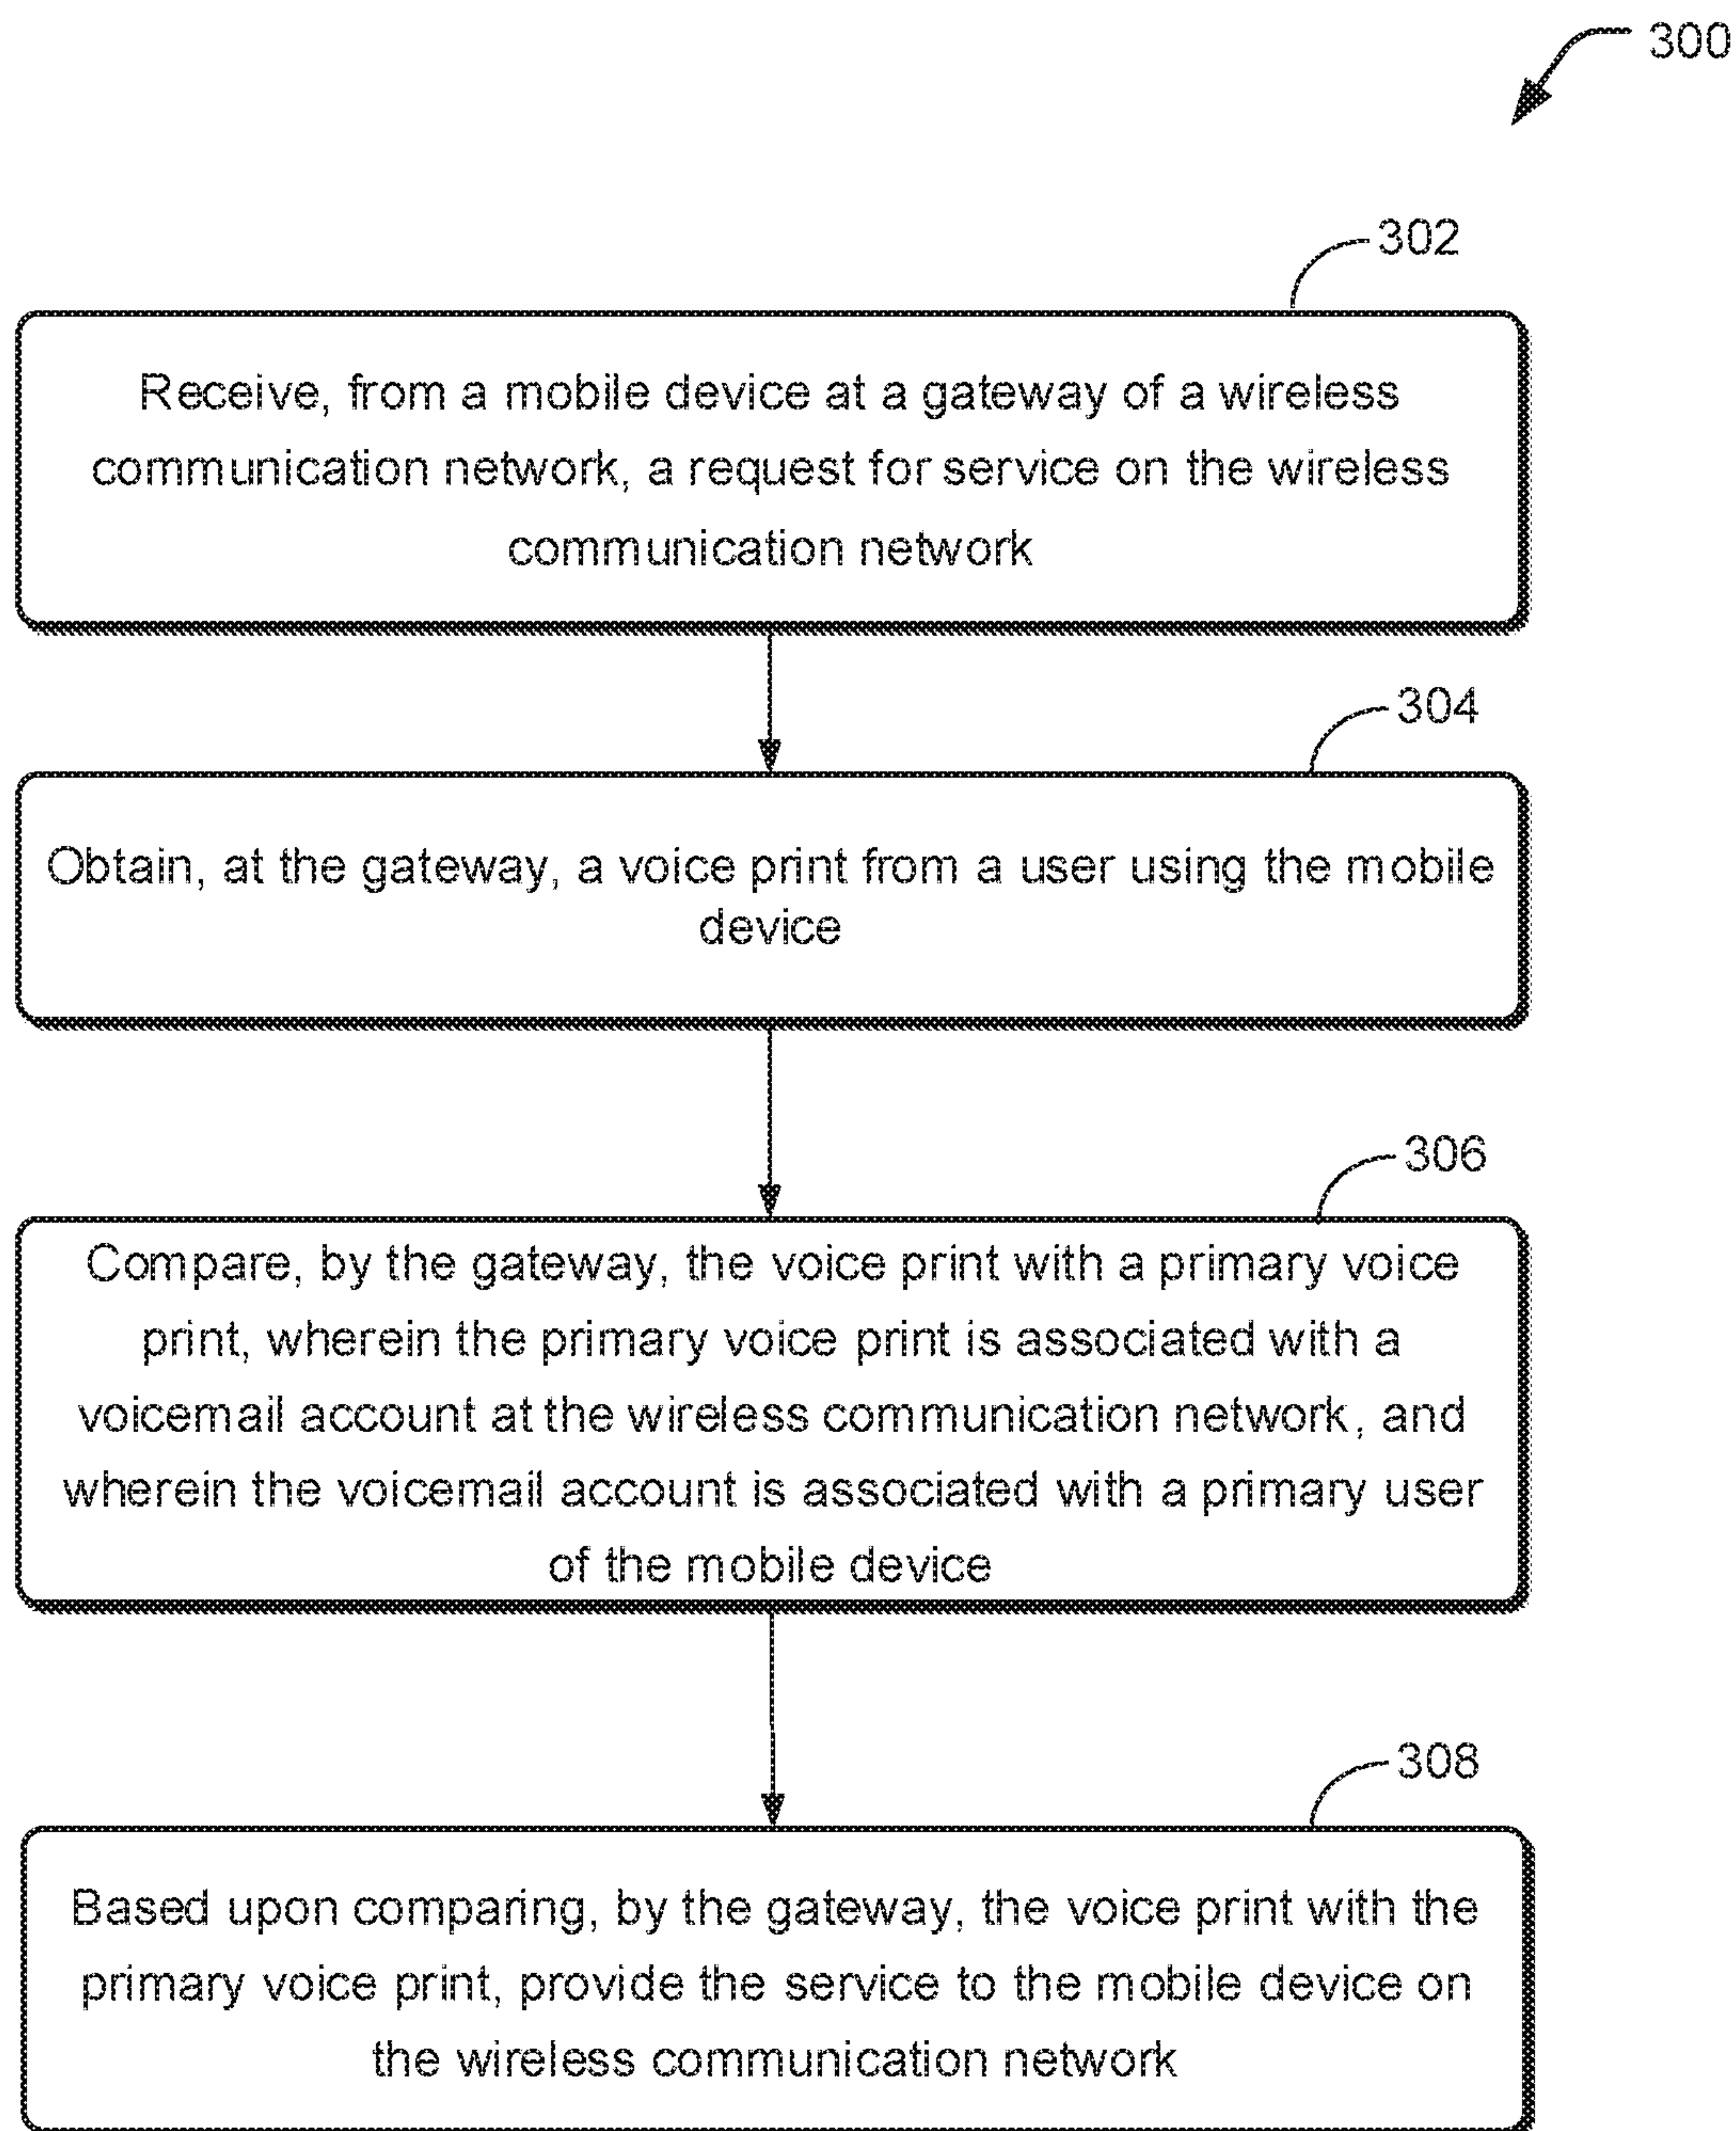 300
302
Receive, from a mobile device at a gateway of a wireless
communication network, a request for service on the wireless
communication network
304
Obtain, at the gateway, a voice print from a user using the mobile
device
306
Compare, by the gateway, the voice print with a primary voice
print, wherein the primary voice print is associated with a
voicemail account at the wireless communication network, and
wherein the voicemail account is associated with a primary user
of the mobile device
308
Based upon comparing, by the gateway, the voice print with the
primary voice print, provide the service to the mobile device on
the wireless communication network